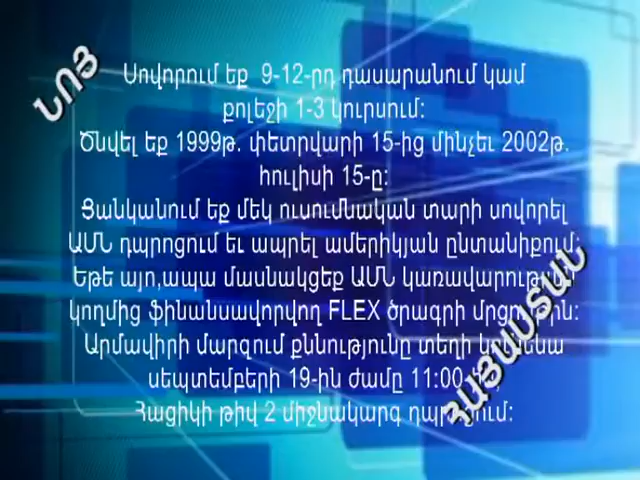 ՆՈՅ
Սովորում եք 9-12-րդ դասարանում կամ
քոլեջի 1-3 կուրսում:
Ծնվել եք 1999թ. փետրվարի 15-ից մինչեւ 2002թ.
հուլիսի 15-ը:
Ցանկանում եք մեկ ուսումնական տարի սովորել
ԱՄՆ դպրոցում եւ ապրել ամերիկյան ընտանիքում:
Եթե այո,ապա մասնակցեք ԱՄՆ կառավարության
կողմից ֆինանսավորվող FLEX ծրագրի մրցույթին:
Արմավիրի մարզում քննությունը տեղի կունենա
սեպտեմբերի 19-ին ժամը 11:00-ին,
Հացիկի թիվ 2 միջնակարգ դպրոցում:
ՀԱՅԱՍՏԱՆ